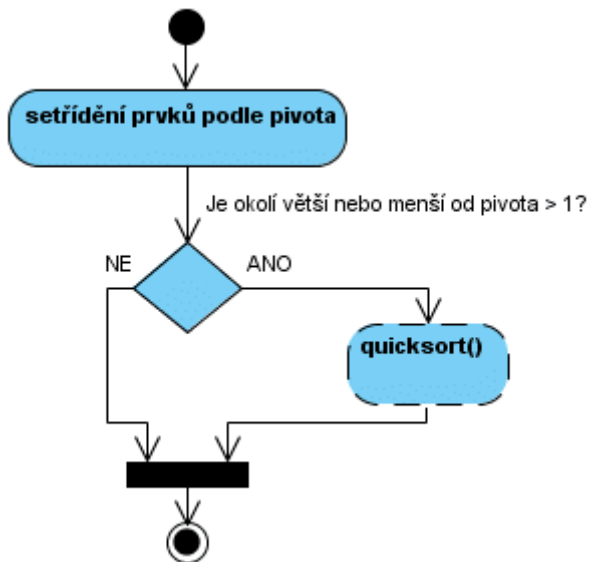 setřídění prvků podle pivota
Je okolí větší nebo menší od pivota > 1?
NE
ANO
quicksort()